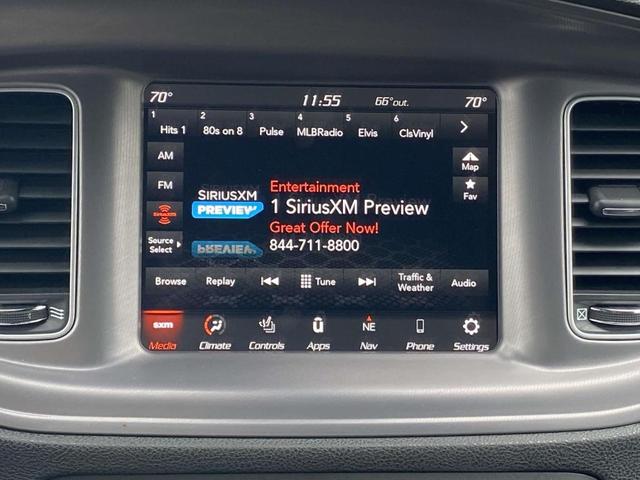 70° 11:55 66°out. 70°
1 2 3 4 5 6
Hits 1 80s on 8 Pulse MLBRadio Elvis ClsVinyl
AM
FM
SIRIUSXM
Source
Select
SIRIUSXM
PREVIEW
Entertainment
1 SiriusXM Preview
Great Offer Now!
844-711-8800
Map
Fav
Browse Replay Tune Traffic & Weather Audio
sxm NE
Media Climate Controls Apps Nav Phone Settings